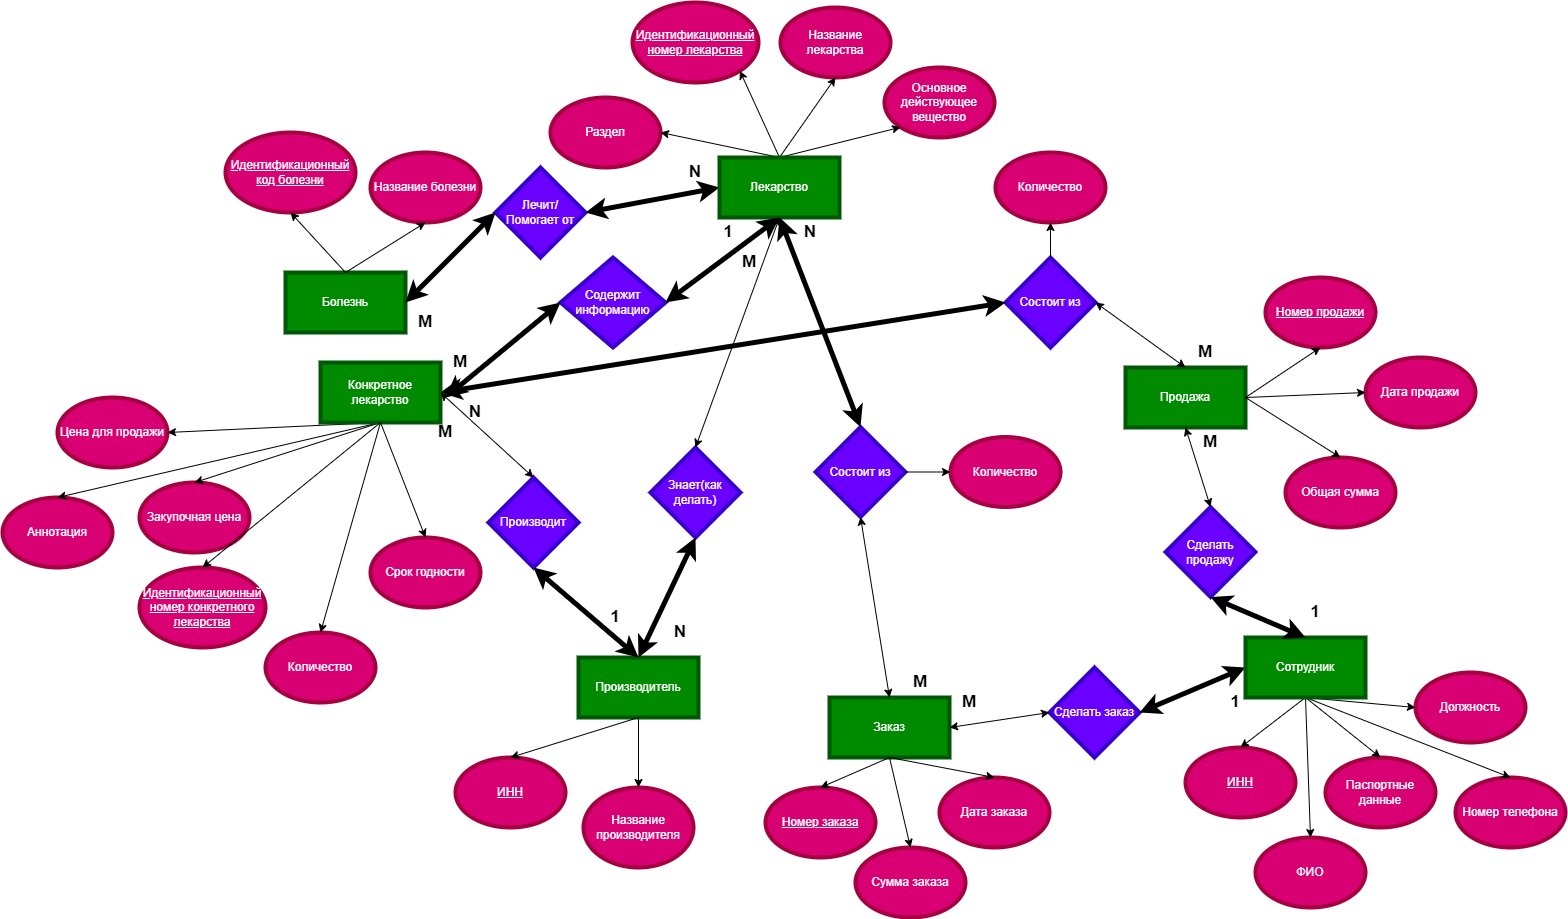 Идентификационный
номер лекарства
Название
лекарства
Основное
действующее
вещество
Раздел
Идентификационный
код болезни
Название болезни
Лечит/
Помогает от
N
Лекарство
Количество
1
N
M
Болезнь
M
Содержит
информацию
Состоит из
Номер продажи
M
M
Конкретное
лекарство
N
M
Продажа
Дата продажи
Цена для продажи
M
Знает(как
делать)
Состоит из
Количество
Общая сумма
Аннотация
Закупочная цена
Производит
Сделать
продажу
Срок годности
Идентификационный
номер конкретного
лекарства
1
N
1
Количество
Производитель
Сотрудник
M
M
1
Сделать заказ
Заказ
Должность
ИНН
Название
производителя
Номер заказа
Дата заказа
Сумма заказа
ИНН
Паспортные
данные
Номер телефона
ФИО